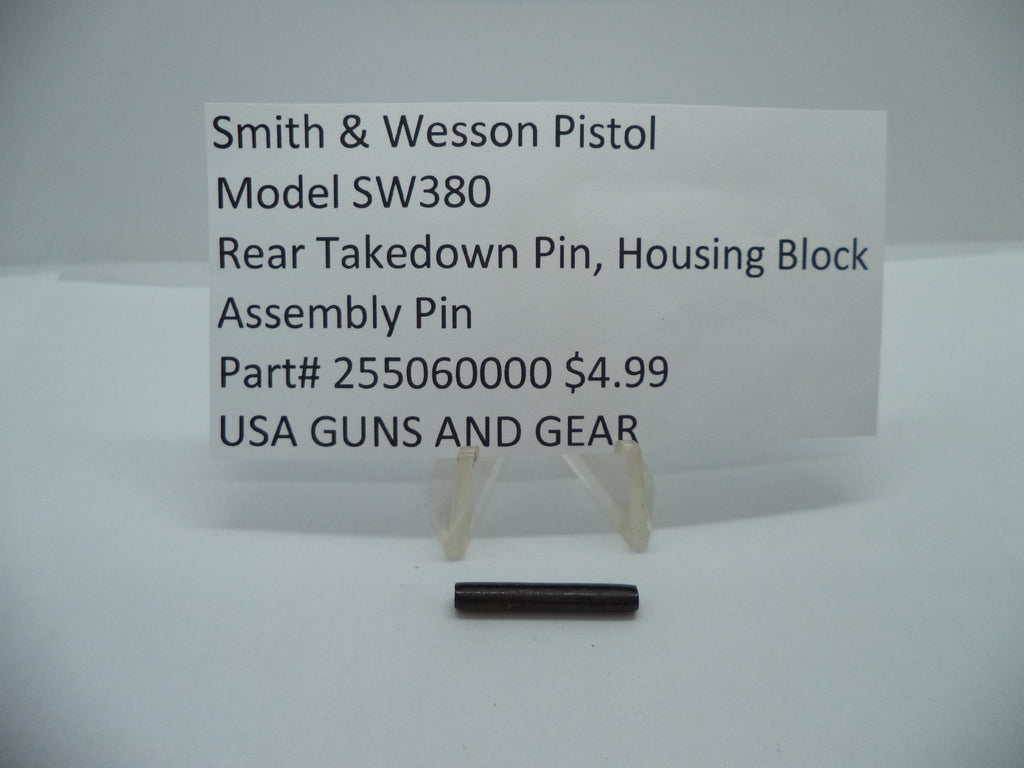 Smith & Wesson Pistol
Model SW380
Rear Takedown Pin, Housing Block
Assembly Pin
Part# 255060000 $4.99
USA GUNS AND GEAR